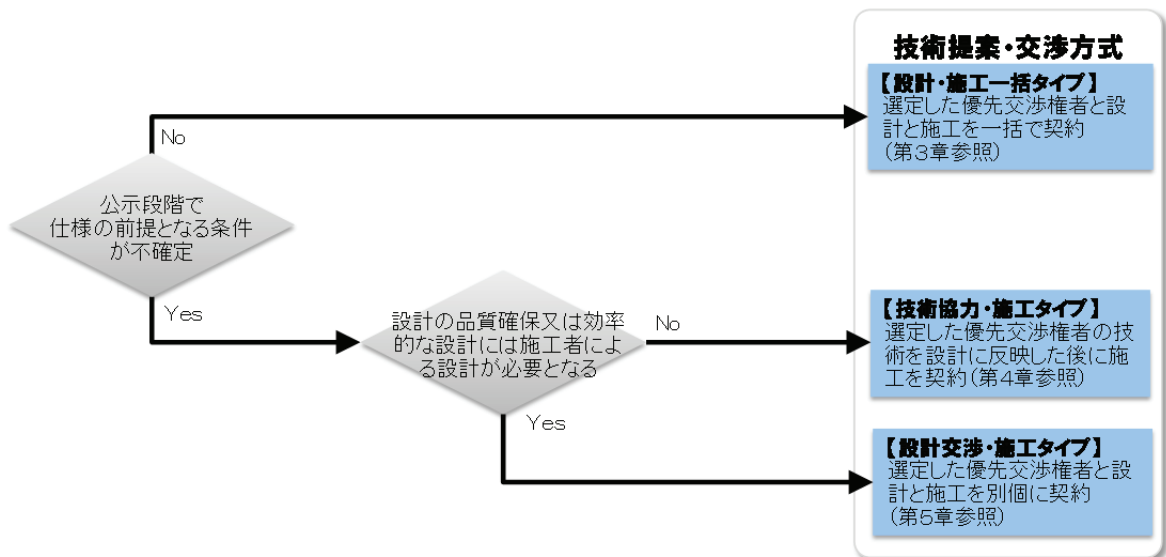 技術提案・交渉方式
【設計・施工一括タイプ】
選定した優先交渉権者と設
計と施工を一括で契約
(第3章参照)
No
公示段階で
仕様の前提となる条件
が不確定
Yes
設計の品質確保又は効率
的な設計には施工者によ
る設計が必要となる
No
【技術協力・施工タイプ】
選定した優先交渉権者の技
術を設計に反映した後に施
工を契約(第4章参照)
Yes
【設計交渉・施工タイプ】
選定した優先交渉権者と設
計と施工を別個に契約
(第5章参照)